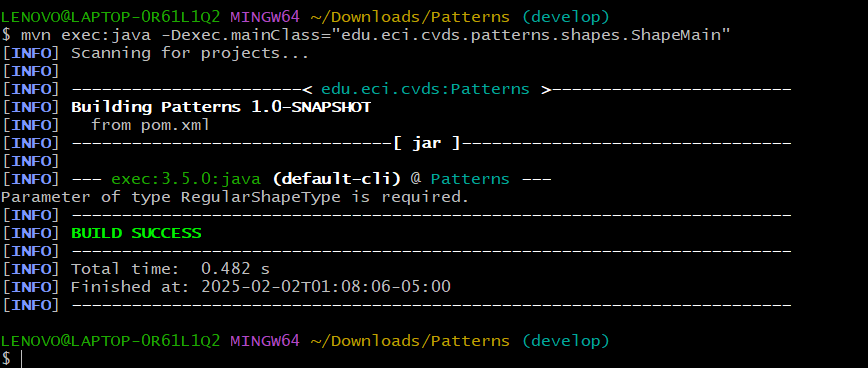 LENOVO@LAPTOP-0R61L1Q2 MINGW64 ~/Downloads/Patterns (develop)
$ mvn exec:java -Dexec.mainClass="edu.eci.cvds.patterns.shapes.ShapeMain"
[INFO] Scanning for projects...
[INFO]
[INFO] -----------------------< edu.eci.cvds:Patterns >------------------------
[INFO] Building Patterns 1.0-SNAPSHOT
[INFO]   from pom.xml
[INFO] --------------------------------[ jar ]---------------------------------
[INFO]
[INFO] --- exec:3.5.0:java (default-cli) @ Patterns ---
Parameter of type RegularShapeType is required.
[INFO] ------------------------------------------------------------------------
[INFO] BUILD SUCCESS
[INFO] ------------------------------------------------------------------------
[INFO] Total time:  0.482 s
[INFO] Finished at: 2025-02-02T01:08:06-05:00
[INFO] ------------------------------------------------------------------------
LENOVO@LAPTOP-0R61L1Q2 MINGW64 ~/Downloads/Patterns (develop)
$